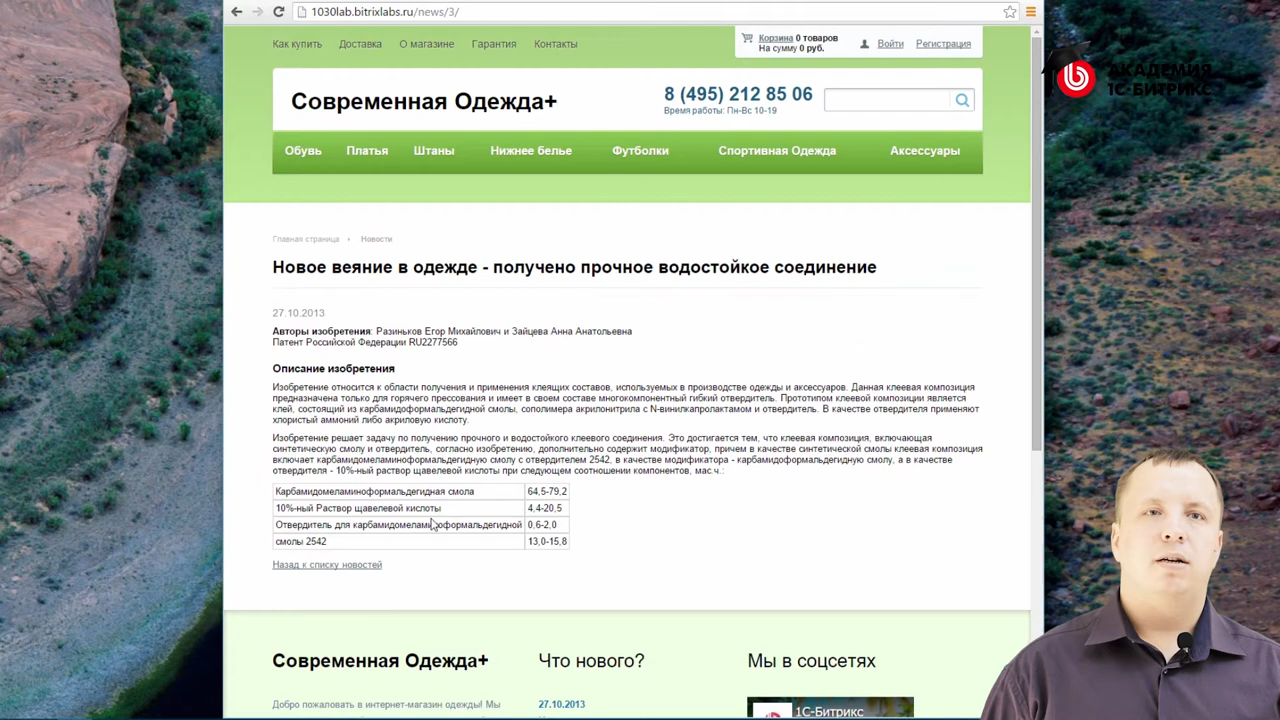 1030lab.bitrixlabs.ru/news/3/
Как купить Доставка О магазине Гарантия Контакты
Корзина 0 товаров
На сумму 0 руб.
Войти Регистрация
АКАДЕМИЯ
1С-БИТРИКС
Современная Одежда+
8 (495) 212 85 06
Время работы: Пн-Вс 10-19
Обувь Платья Штаны Нижнее белье Футболки Спортивная Одежда Аксессуары
Главная страница Новости
Новое веяние в одежде - получено прочное водостойкое соединение
27.10.2013
Авторы изобретения: Разиньков Егор Михайлович и Зайцева Анна Анатольевна
Патент Российской Федерации RU2277566
Описание изобретения
Изобретение относится к области получения и применения клеящих составов, используемых в производстве одежды и аксессуаров. Данная клеевая композиция
предназначена только для горячего прессования и имеет в своем составе многокомпонентный гибкий отвердитель. Прототипом клеевой композиции является
клей, состоящий из карбамидоформальдегидной смолы, сополимера акрилонитрила с N-винилкапролактамом и отвердитель. В качестве отвердителя применяют
хлористый аммоний либо акриловую кислоту.
Изобретение решает задачу по получению прочного и водостойкого клеевого соединения. Это достигается тем, что клеевая композиция, включающая
синтетическую смолу и отвердитель, согласно изобретению, дополнительно содержит модификатор, причем в качестве синтетической смолы клеевая композиция
включает карбамидомеламиноформальдегидную смолу с отвердителем 2542, в качестве модификатора - карбамидоформальдегидную смолу, а в качестве
отвердителя - 10%-ный раствор щавелевой кислоты при следующем соотношении компонентов, мас.ч.:
Карбамидомеламиноформальдегидная смола 64,5-79,2
10%-ный Раствор щавелевой кислоты 4,4-20,5
Отвердитель для карбамидомеламиноформальдегидной 0,6-2,0
смолы 2542 13,0-15,8
Назад к списку новостей
Современная Одежда+ Что нового? Мы в соцсетях
Добро пожаловать в интернет-магазин одежды! Мы
27.10.2013
1С-Битрикс